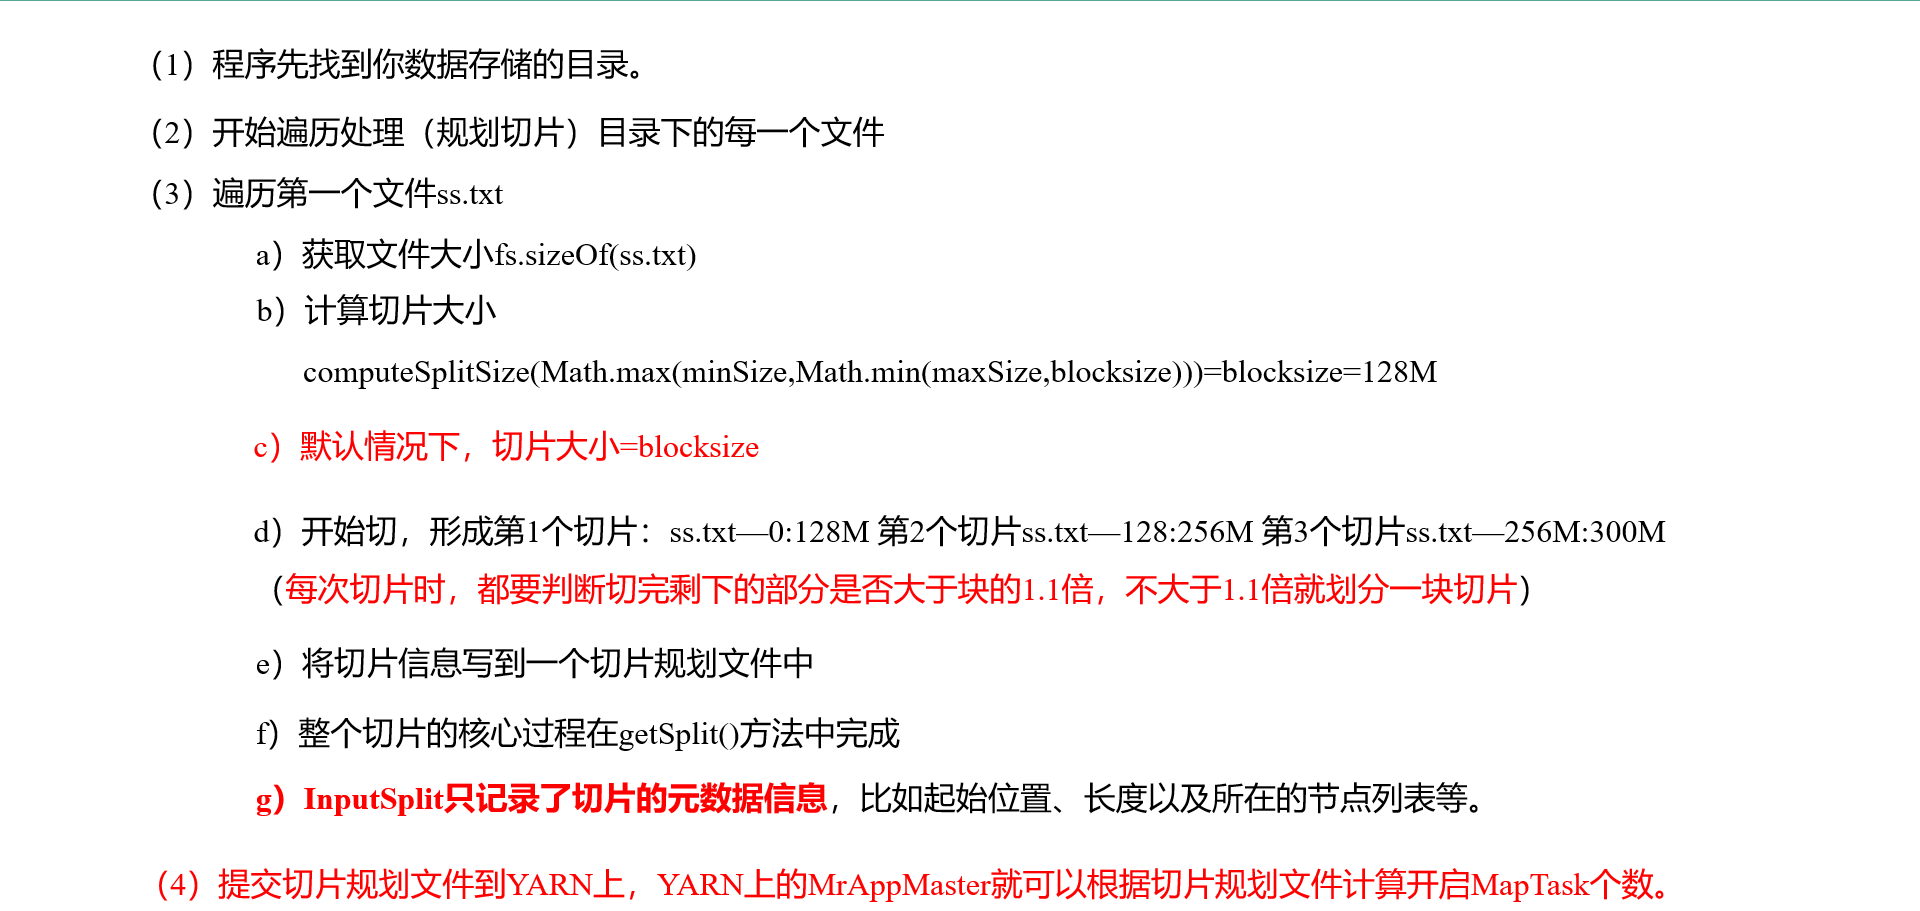 （1）程序先找到你数据存储的目录。
（2）开始遍历处理（规划切片）目录下的每一个文件
（3）遍历第一个文件ss.txt
a）获取文件大小fs.sizeOf(ss.txt)
b）计算切片大小
computeSplitSize(Math.max(minSize,Math.min(maxSize,blocksize)))=blocksize=128M
c）默认情况下，切片大小=blocksize
d）开始切，形成第1个切片：ss.txt—0:128M 第2个切片ss.txt—128:256M 第3个切片ss.txt—256M:300M
（每次切片时，都要判断切完剩下的部分是否大于块的1.1倍，不大于1.1倍就划分一块切片）
e）将切片信息写到一个切片规划文件中
f）整个切片的核心过程在getSplit()方法中完成
g）InputSplit只记录了切片的元数据信息，比如起始位置、长度以及所在的节点列表等。
（4）提交切片规划文件到YARN上，YARN上的MrAppMaster就可以根据切片规划文件计算开启MapTask个数。